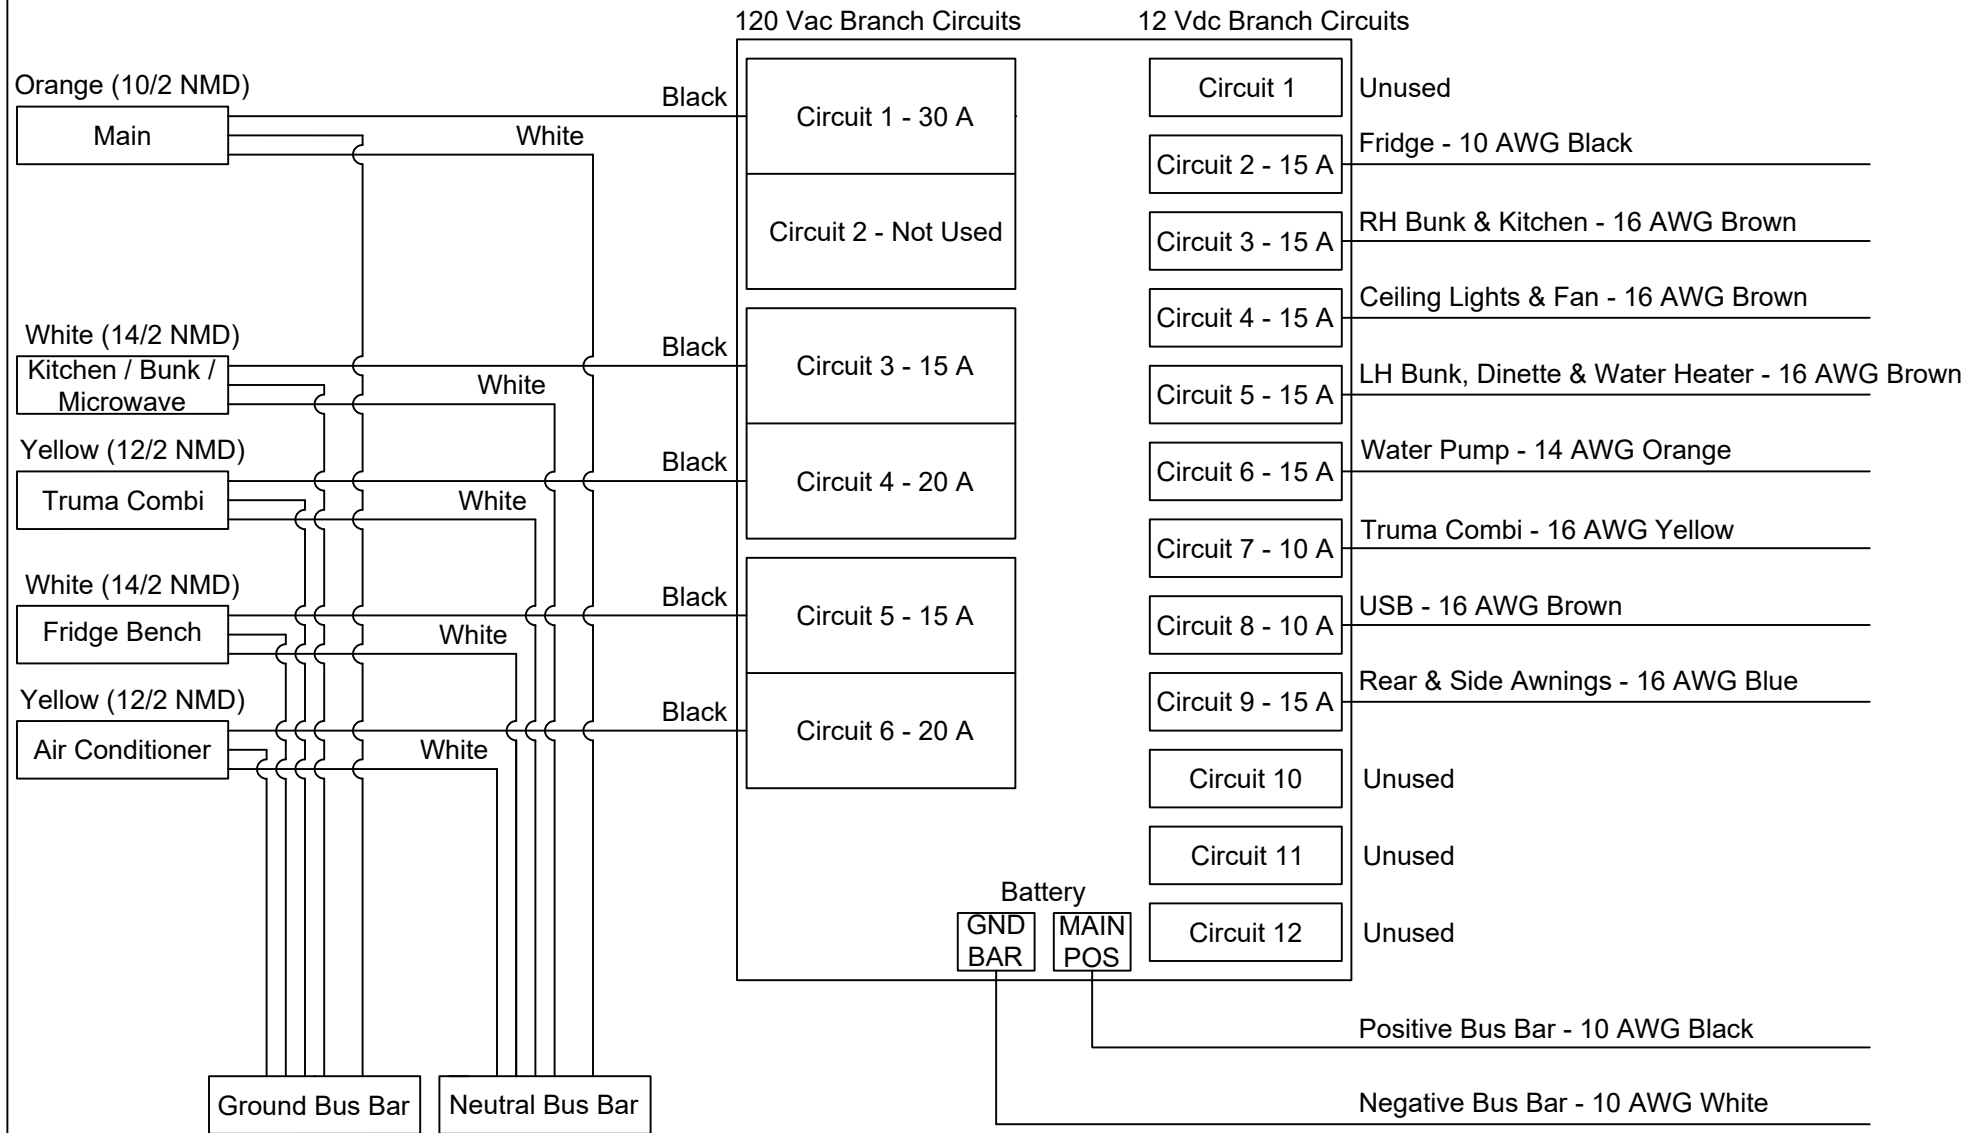 120 Vac Branch Circuits
12 Vdc Branch Circuits
Orange (10/2 NMD)
Main
Black
White
Circuit 1 - 30 A
Circuit 2 - Not Used
White (14/2 NMD)
Kitchen / Bunk /
Microwave
Black
White
Circuit 3 - 15 A
Yellow (12/2 NMD)
Truma Combi
Black
White
Circuit 4 - 20 A
White (14/2 NMD)
Fridge Bench
Black
White
Circuit 5 - 15 A
Yellow (12/2 NMD)
Air Conditioner
Black
White
Circuit 6 - 20 A
Ground Bus Bar
Neutral Bus Bar
Circuit 1
Unused
Circuit 2 - 15 A
Fridge - 10 AWG Black
Circuit 3 - 15 A
RH Bunk & Kitchen - 16 AWG Brown
Circuit 4 - 15 A
Ceiling Lights & Fan - 16 AWG Brown
Circuit 5 - 15 A
LH Bunk, Dinette & Water Heater - 16 AWG Brown
Circuit 6 - 15 A
Water Pump - 14 AWG Orange
Circuit 7 - 10 A
Truma Combi - 16 AWG Yellow
Circuit 8 - 10 A
USB - 16 AWG Brown
Circuit 9 - 15 A
Rear & Side Awnings - 16 AWG Blue
Circuit 10
Unused
Circuit 11
Unused
Circuit 12
Unused
Battery
GND
BAR
MAIN
POS
Positive Bus Bar - 10 AWG Black
Negative Bus Bar - 10 AWG White